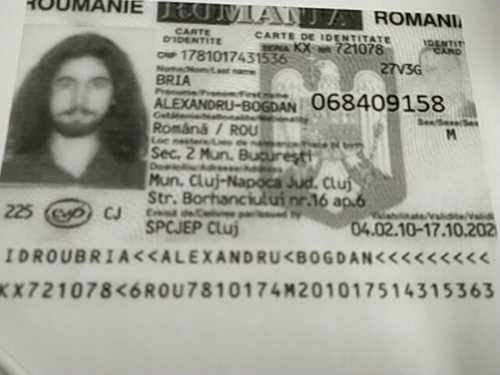 ROUMANIE ROMANIA ROMANIA
CARTE D'IDENTITE CARTE DE IDENTITATE IDENTITY CARD
SERIA KX NR 721078
CNP 1781017431536 27V3G
Nume/Nom/Last name
BRIA
Prenume/Prenom/First name
ALEXANDRU-BOGDAN 068409158
Cetatenie/Nationalite/Nationality Sex/Sexe/Sex
Română / ROU M
Loc nastere/Lieu de naissance/Place of birth
Sec. 2 Mun. Bucureşti
Domiciliu/Adresse/Address
Mun. Cluj-Napoca Jud. Cluj
Str. Borhanciului nr.16 ap.6
225 CJ Emisă de/Delivree par/Issued by Valabilitate/Validite/Validi
SPCJEP Cluj 04.02.10-17.10.202
IDROUBRIA<<ALEXANDRU<BOGDAN<<<<<<<<<
KX721078<6ROU7810174M201017514315363